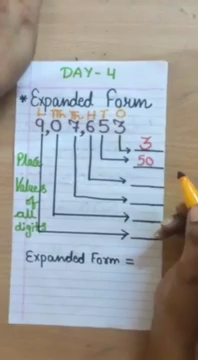 DAY-4
* Expanded Form
L TTh Th H T O
9,07,653
3
50
Place
Values
of
all
digits
Expanded Form =